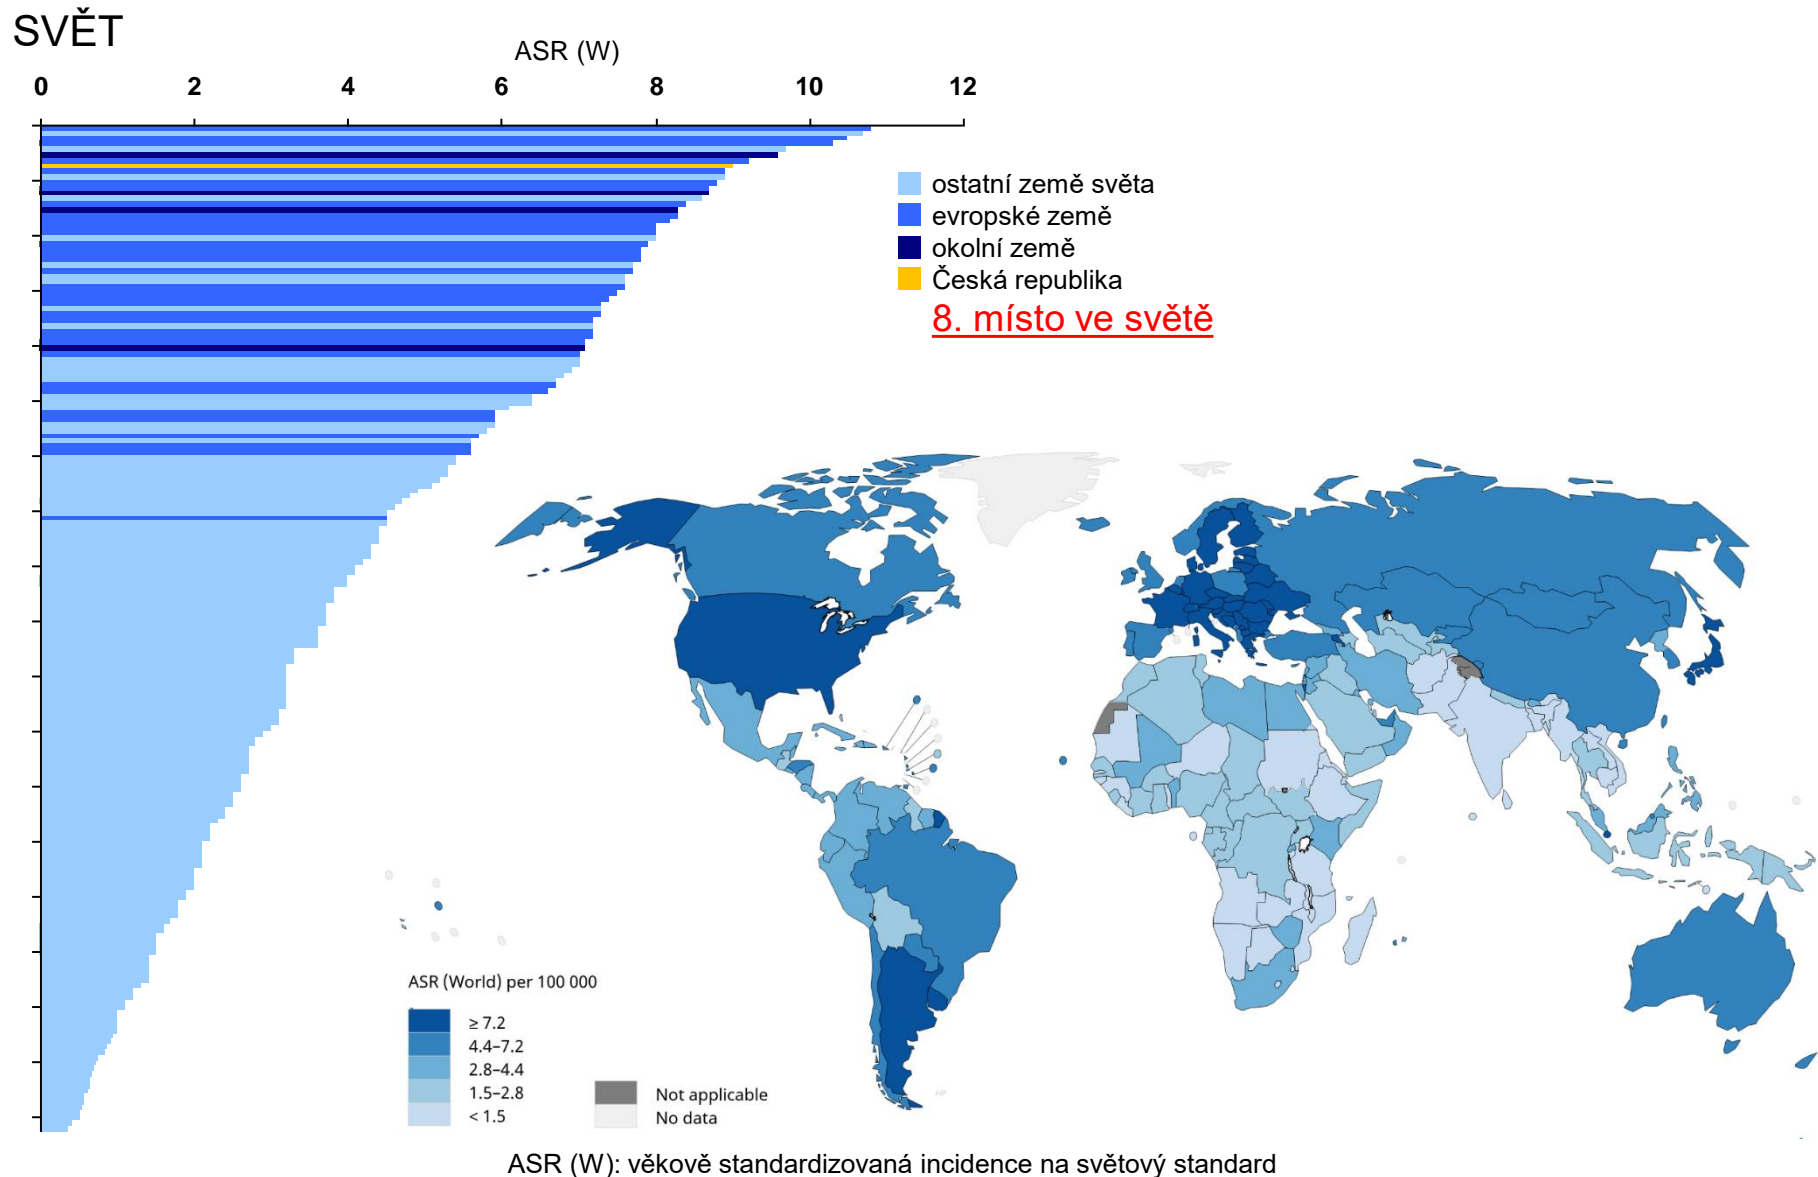 SVĚT
ASR (W)
0 2 4 6 8 10 12
ostatní země světa
evropské země
okolní země
Česká republika
8. místo ve světě
ASR (World) per 100 000
≥ 7.2
4.4–7.2
2.8–4.4
1.5–2.8
< 1.5
Not applicable
No data
ASR (W): věkově standardizovaná incidence na světový standard